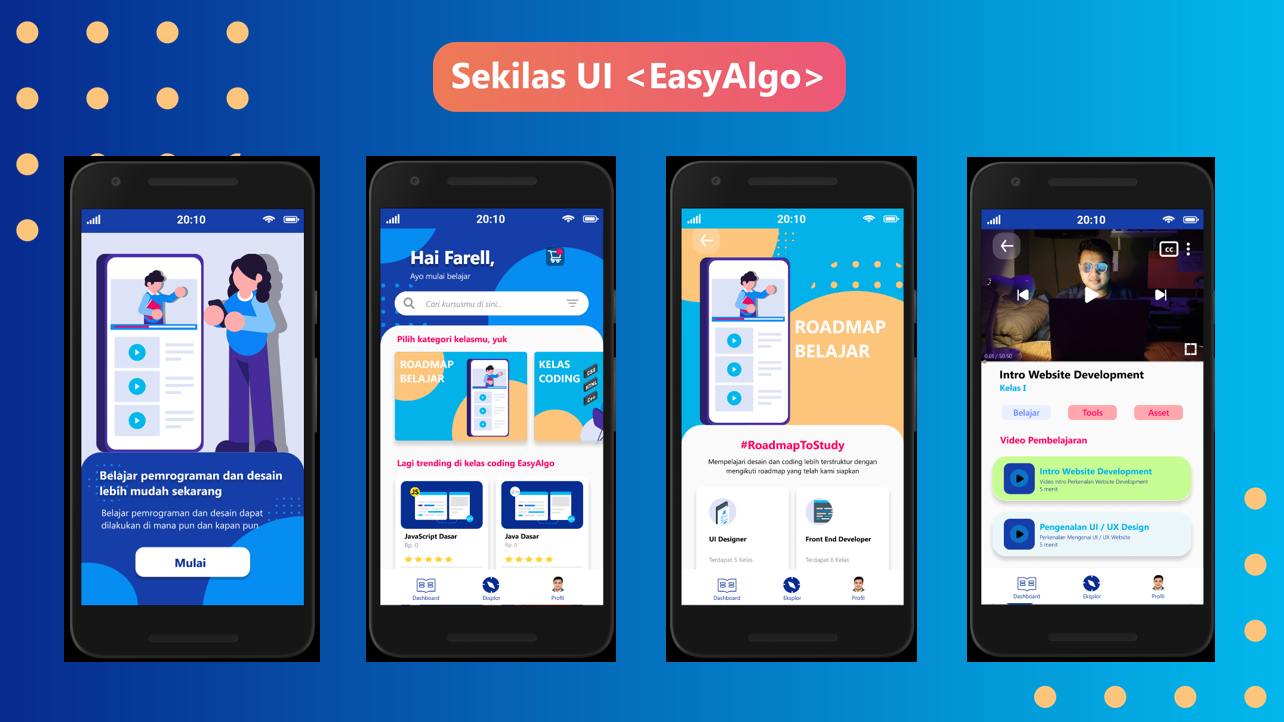 Sekilas UI <EasyAlgo>
20:10
Belajar pemrograman dan desain
lebih mudah sekarang
Belajar pemrograman dan desain dapat
dilakukan di mana pun dan kapan pun
Mulai
20:10
Hai Farell,
Ayo mulai belajar
Cari kursusmu di sini...
Pilih kategori kelasmu, yuk
ROADMAP
BELAJAR
KELAS
CODING
CSS
HTML
C++
Lagi trending di kelas coding EasyAlgo
JS
JavaScript Dasar
Rp. 0
Java Dasar
Rp. 0
Dashboard
Eksplor
Profil
20:10
ROADMAP
BELAJAR
#RoadmapToStudy
Mempelajari desain dan coding lebih terstruktur dengan
mengikuti roadmap yang telah kami siapkan
UI Designer
Terdapat 5 Kelas
Front End Developer
Terdapat 6 Kelas
Dashboard
Eksplor
Profil
20:10
CC
0:01 / 50:50
Intro Website Development
Kelas I
Belajar
Tools
Asset
Video Pembelajaran
Intro Website Development
Video Intro Perkenalan Website Development
5 menit
Pengenalan UI / UX Design
Perkenalan Mengenai UI / UX Website
5 menit
Dashboard
Eksplor
Profil